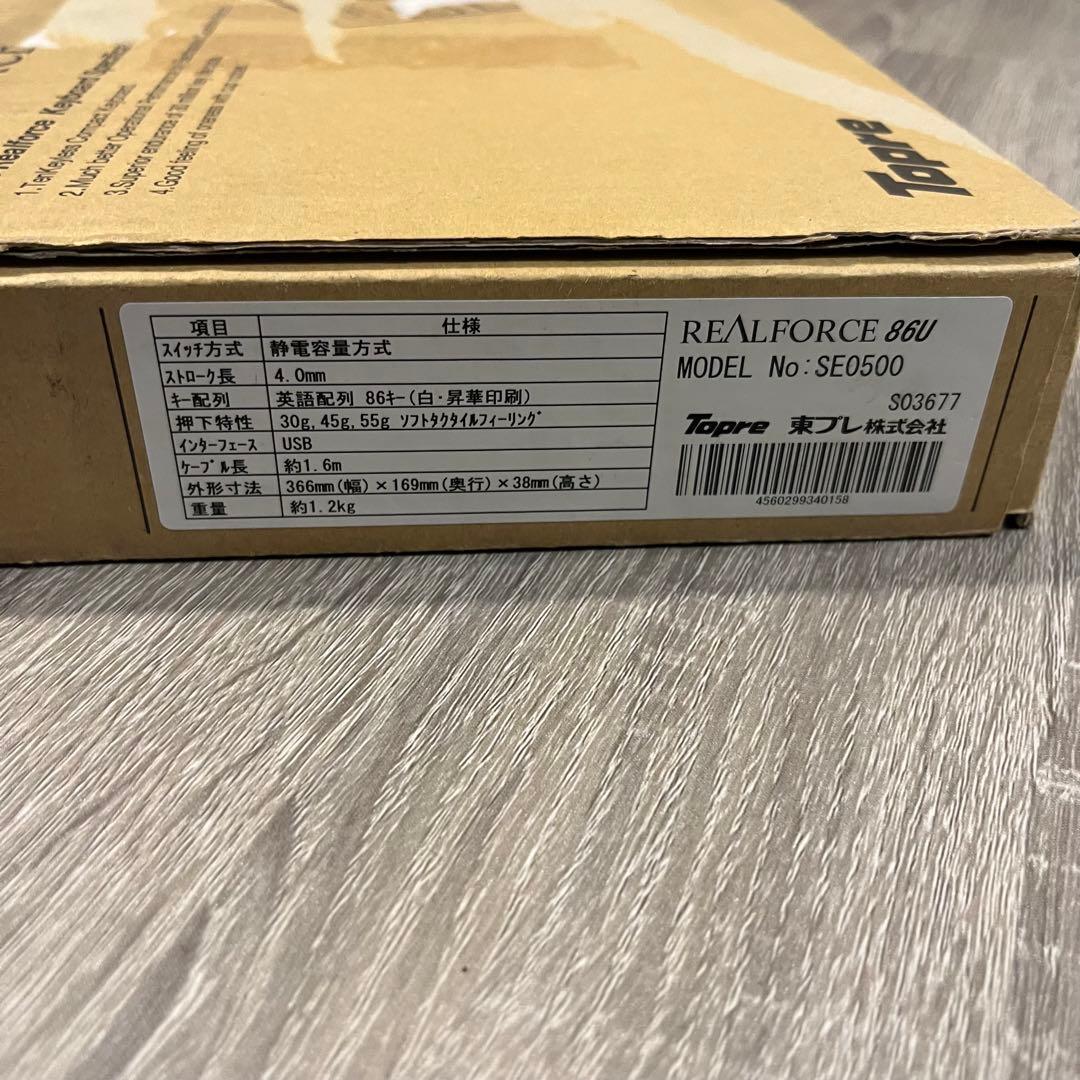 Realforce Keyboard
1.TenKeyless Compact Keyboard
2.Much better Operational
3.Superior endurance
4.Good feeling of oneness with
Topre
項目 仕様
スイッチ方式 静電容量方式
ストローク長 4.0mm
キー配列 英語配列 86キー(白・昇華印刷)
押下特性 30g,45g,55g ソフトタクタイルフィーリング
インターフェース USB
ケーブル長 約1.6m
外形寸法 366mm(幅)×169mm(奥行)×38mm(高さ)
重量 約1.2kg
REALFORCE 86U
MODEL No:SE0500
S03677
Topre 東プレ株式会社
4560299340158